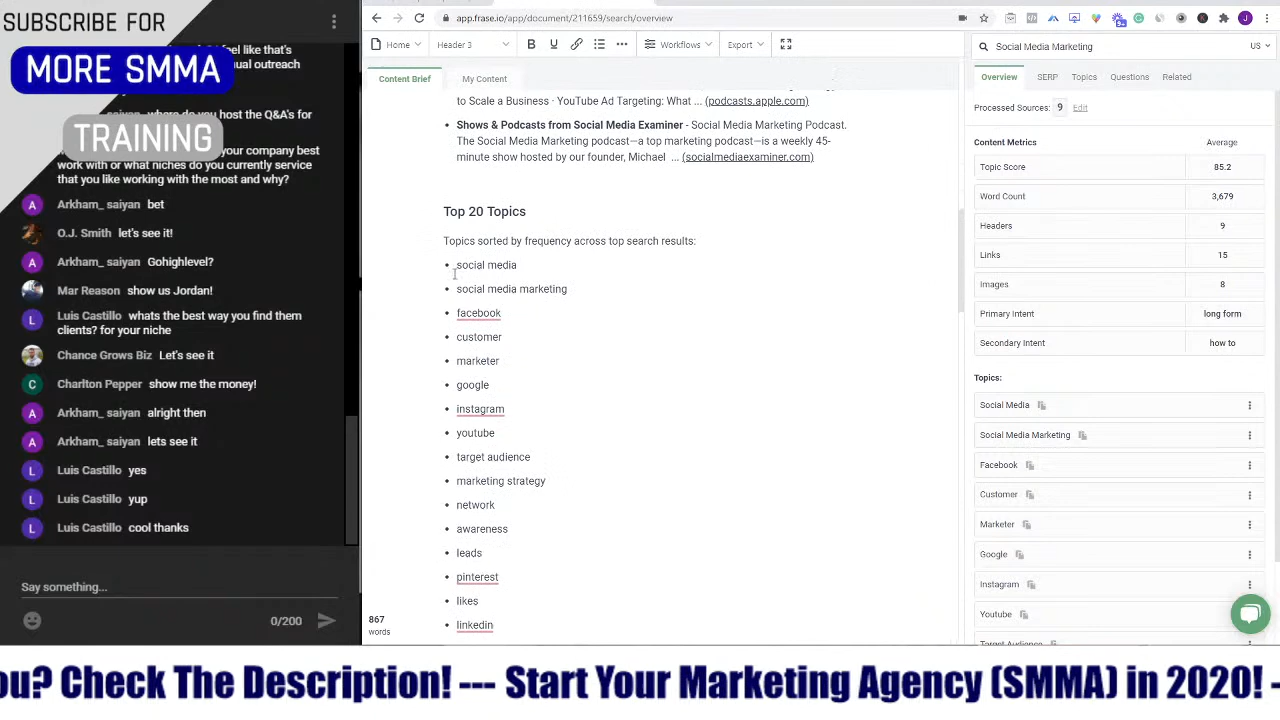 SUBSCRIBE FOR
MORE SMMA
TRAINING
feel like that's
ual outreach
saiyan where do you host the Q&A's for
your company best
work with or what niches do you currently service
that you like working with the most and why?
A Arkham_ saiyan bet
O.J. Smith let's see it!
A Arkham_ saiyan Gohighlevel?
Mar Reason show us Jordan!
L Luis Castillo whats the best way you find them
clients? for your niche
Chance Grows Biz Let's see it
C Charlton Pepper show me the money!
A Arkham_ saiyan alright then
A Arkham_ saiyan lets see it
L Luis Castillo yes
L Luis Castillo yup
L Luis Castillo cool thanks
Say something...
0/200
app.frase.io/app/document/211659/search/overview
Home
Header 3
B
U
Workflows
Export
Content Brief
My Content
to Scale a Business · YouTube Ad Targeting: What ... (podcasts.apple.com)
• Shows & Podcasts from Social Media Examiner - Social Media Marketing Podcast.
The Social Media Marketing podcast—a top marketing podcast—is a weekly 45-
minute show hosted by our founder, Michael ... (socialmediaexaminer.com)
Top 20 Topics
Topics sorted by frequency across top search results:
• social media
• social media marketing
• facebook
• customer
• marketer
• google
• instagram
• youtube
• target audience
• marketing strategy
• network
• awareness
• leads
• pinterest
• likes
• linkedin
867
words
Social Media Marketing
US
Overview
SERP
Topics
Questions
Related
Processed Sources: 9 Edit
Content Metrics Average
Topic Score 85.2
Word Count 3,679
Headers 9
Links 15
Images 8
Primary Intent long form
Secondary Intent how to
Topics:
Social Media
Social Media Marketing
Facebook
Customer
Marketer
Google
Instagram
Youtube
Target Audience
ou? Check The Description! --- Start Your Marketing Agency (SMMA) in 2020! -